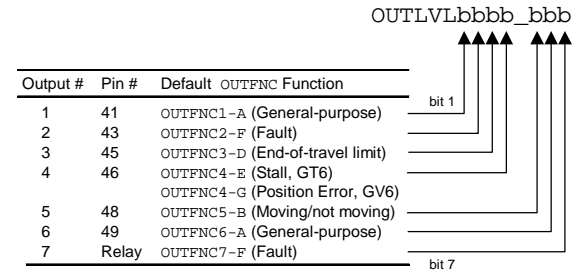 OUTLVLbbbb_bbb
Output # Pin # Default OUTFNC Function
bit 1
1 41 OUTFNC1-A (General-purpose)
2 43 OUTFNC2-F (Fault)
3 45 OUTFNC3-D (End-of-travel limit)
4 46 OUTFNC4-E (Stall, GT6)
OUTFNC4-G (Position Error, GV6)
5 48 OUTFNC5-B (Moving/not moving)
6 49 OUTFNC6-A (General-purpose)
7 Relay OUTFNC7-F (Fault)
bit 7